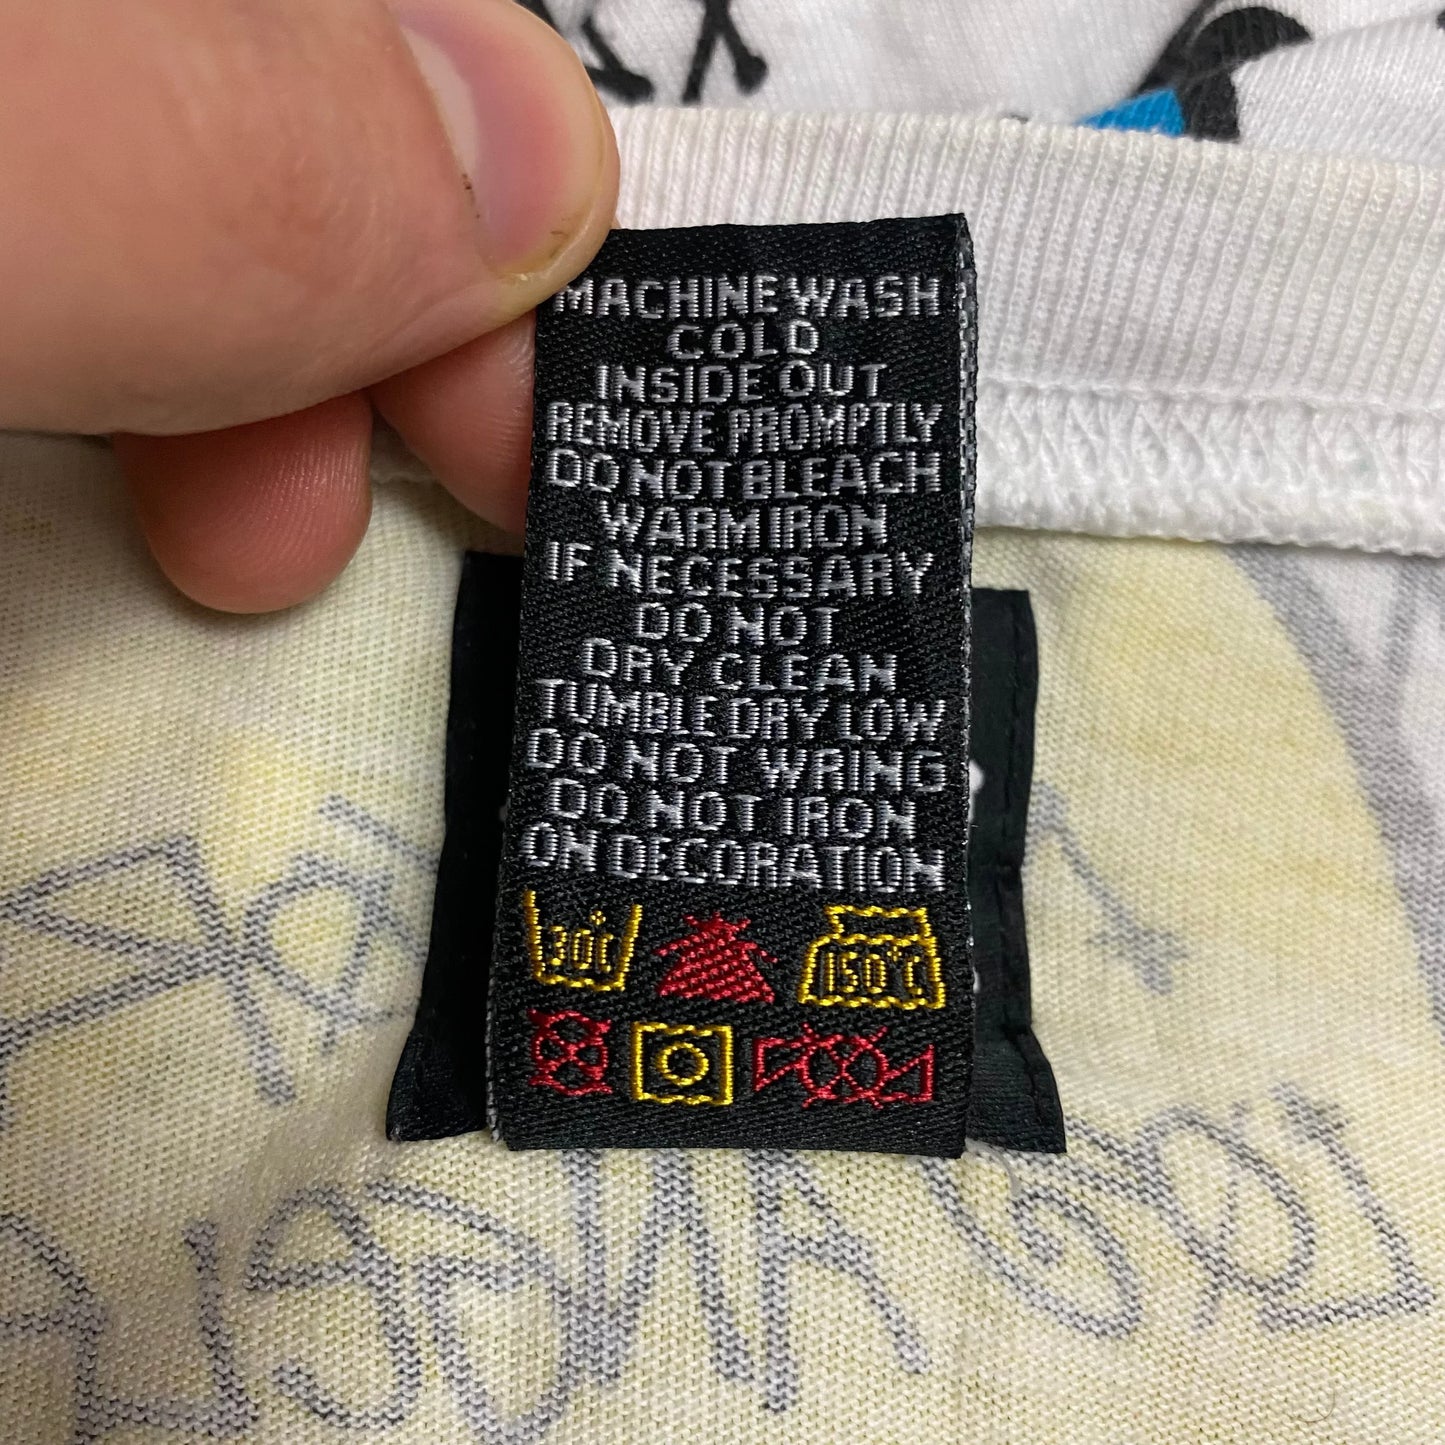 MACHINE WASH
COLD
INSIDE OUT
REMOVE PROMPTLY
DO NOT BLEACH
WARM IRON
IF NECESSARY
DO NOT
DRY CLEAN
TUMBLE DRY LOW
DO NOT WRING
DO NOT IRON
ON DECORATION
30°C 150°C